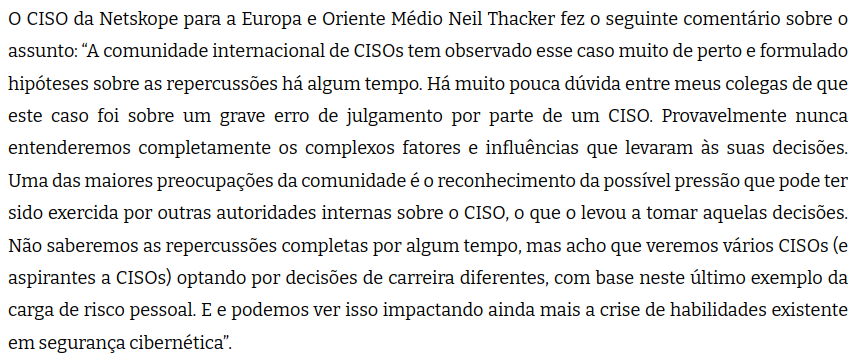 O CISO da Netskope para a Europa e Oriente Médio Neil Thacker fez o seguinte comentário sobre o
assunto: “A comunidade internacional de CISOs tem observado esse caso muito de perto e formulado
hipóteses sobre as repercussões há algum tempo. Há muito pouca dúvida entre meus colegas de que
este caso foi sobre um grave erro de julgamento por parte de um CISO. Provavelmente nunca
entenderemos completamente os complexos fatores e influências que levaram às suas decisões.
Uma das maiores preocupações da comunidade é o reconhecimento da possível pressão que pode ter
sido exercida por outras autoridades internas sobre o CISO, o que o levou a tomar aquelas decisões.
Não saberemos as repercussões completas por algum tempo, mas acho que veremos vários CISOs (e
aspirantes a CISOs) optando por decisões de carreira diferentes, com base neste último exemplo da
carga de risco pessoal. E e podemos ver isso impactando ainda mais a crise de habilidades existente
em segurança cibernética”.